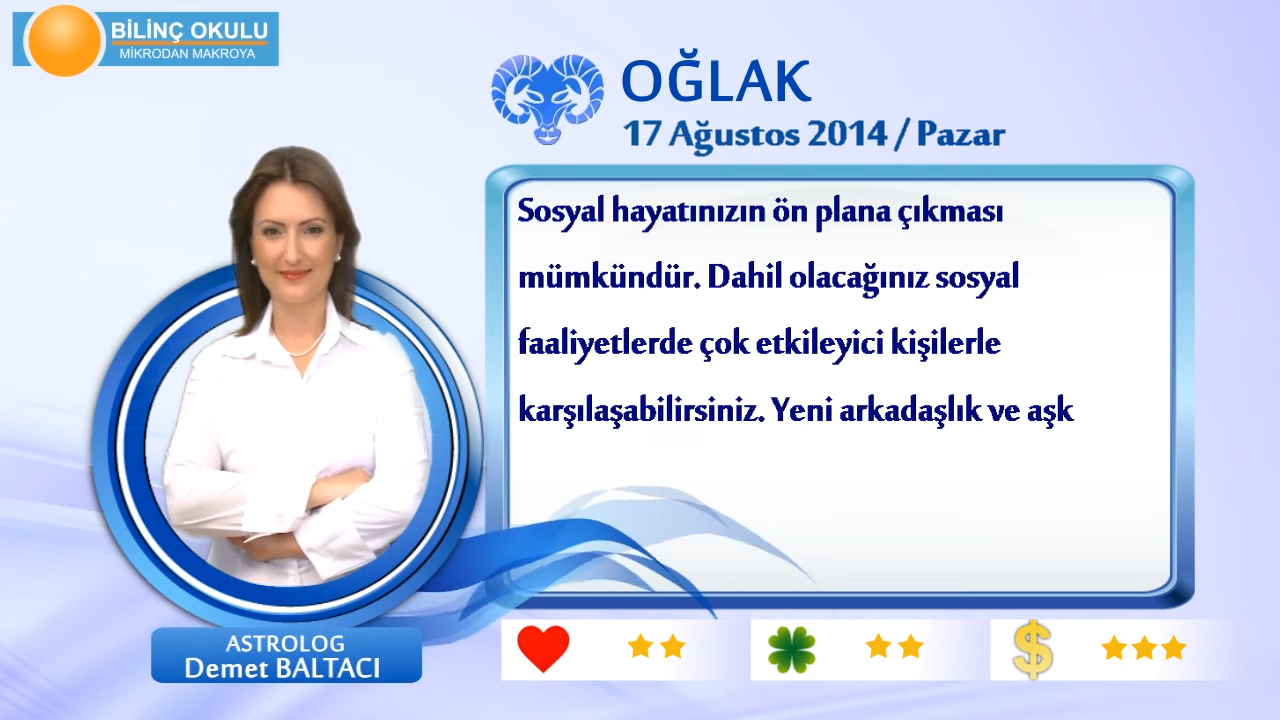 BİLİNÇ OKULU
MİKRODAN MAKROYA
OĞLAK
17 Ağustos 2014 / Pazar
Sosyal hayatınızın ön plana çıkması
mümkündür. Dahil olacağınız sosyal
faaliyetlerde çok etkileyici kişilerle
karşılaşabilirsiniz. Yeni arkadaşlık ve aşk
ASTROLOG
Demet BALTACI
$